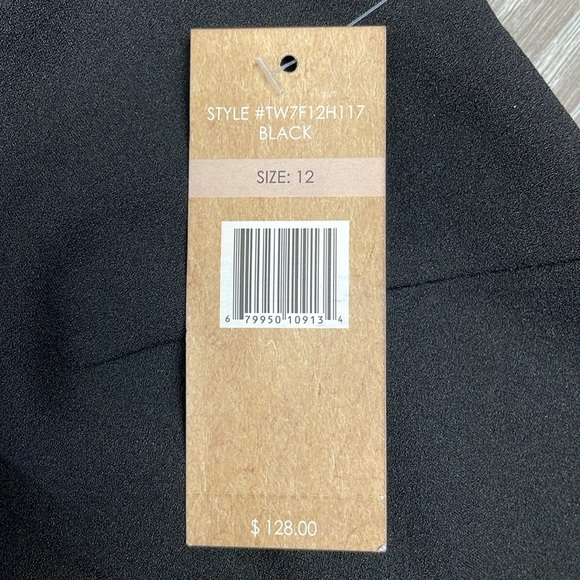 STYLE #TW7F12H117
BLACK
SIZE: 12
6 79950 10913 4
$ 128.00